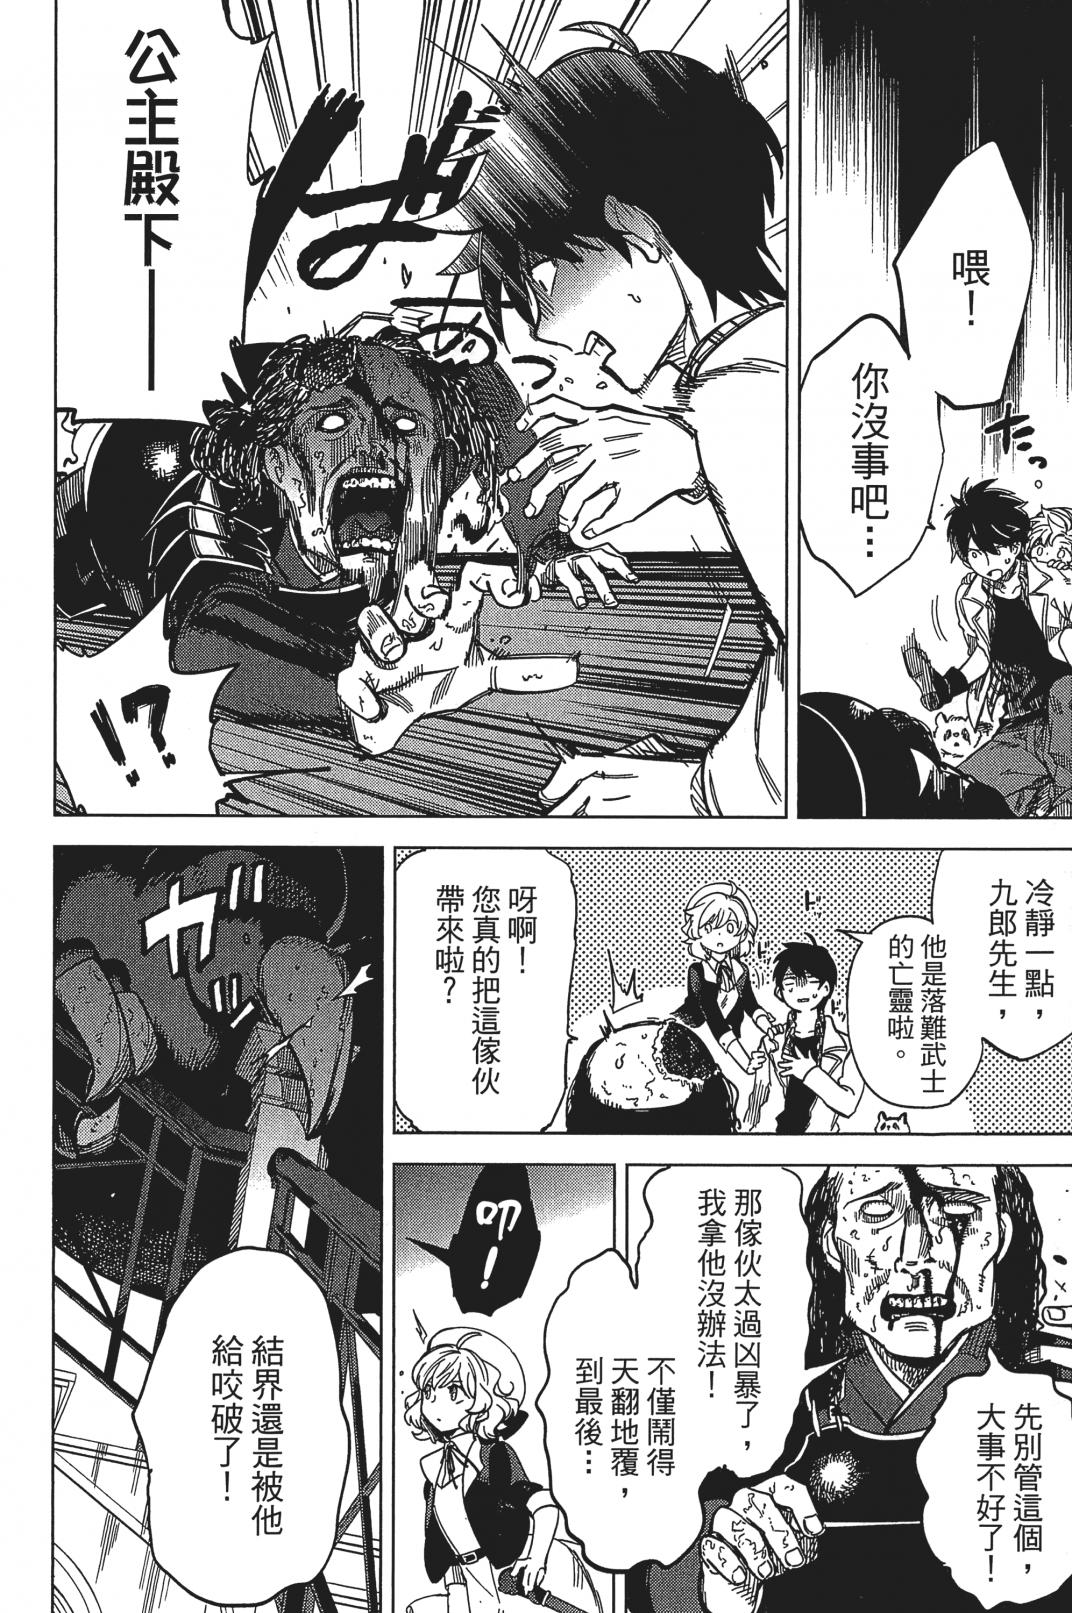 喂！
你沒事吧…
たっ。
公主殿下——
!?
冷靜一點，
九郎先生，
他是落難武士
的亡靈啦。
呀啊！
您真的把這傢伙
帶來啦？
先別管這個，
大事不好了！
那傢伙太過凶暴了，
我拿他沒辦法！
不僅鬧得
天翻地覆，
到最後…
叩！
ガッ
結界還是被他
給咬破了！